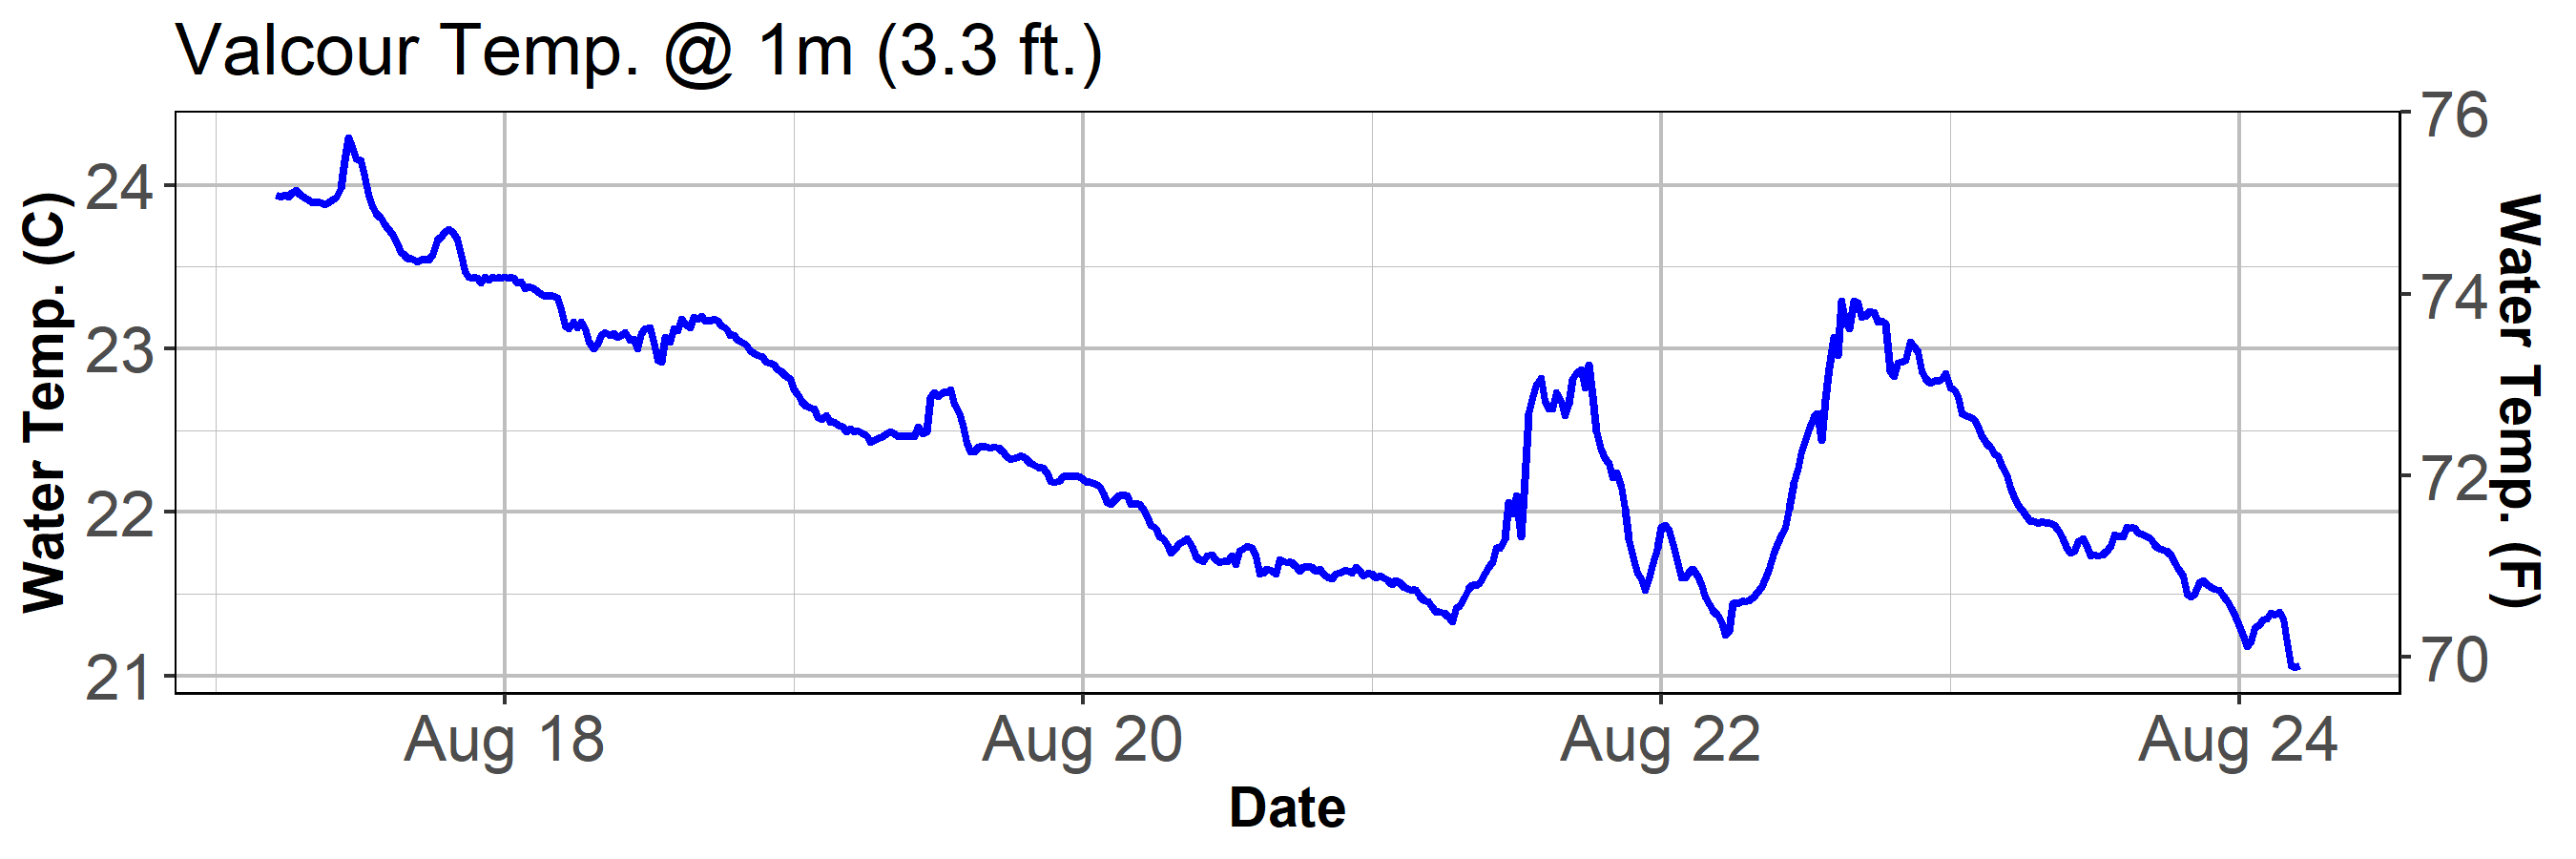 Valcour Temp. @ 1m (3.3 ft.)
Water Temp. (C)
24
23
22
21
76
74
72
70
Water Temp. (F)
Aug 18
Aug 20
Aug 22
Aug 24
Date